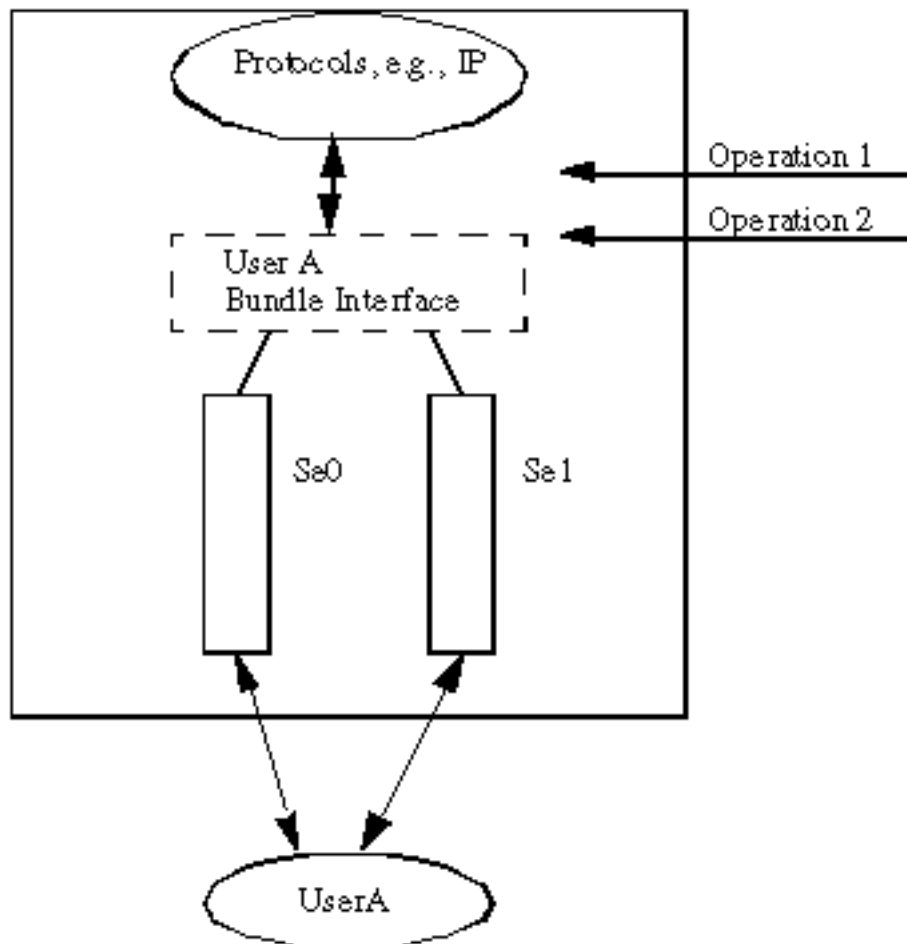 Protocols, e.g., IP
Operation 1
Operation 2
User A
Bundle Interface
Se0
Se1
UserA